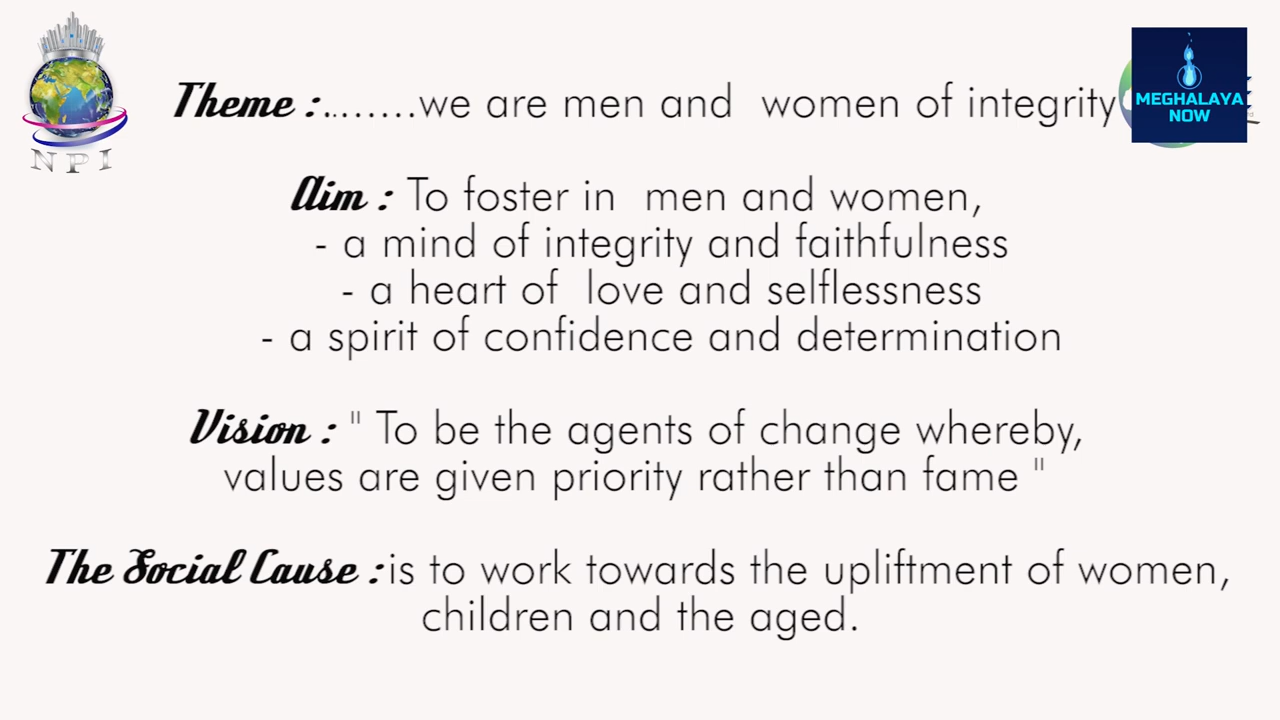 NPI
MEGHALAYA
NOW
Theme :........we are men and women of integrity
Aim : To foster in men and women,
- a mind of integrity and faithfulness
- a heart of love and selflessness
- a spirit of confidence and determination
Vision : " To be the agents of change whereby,
values are given priority rather than fame "
The Social Cause : is to work towards the upliftment of women,
children and the aged.